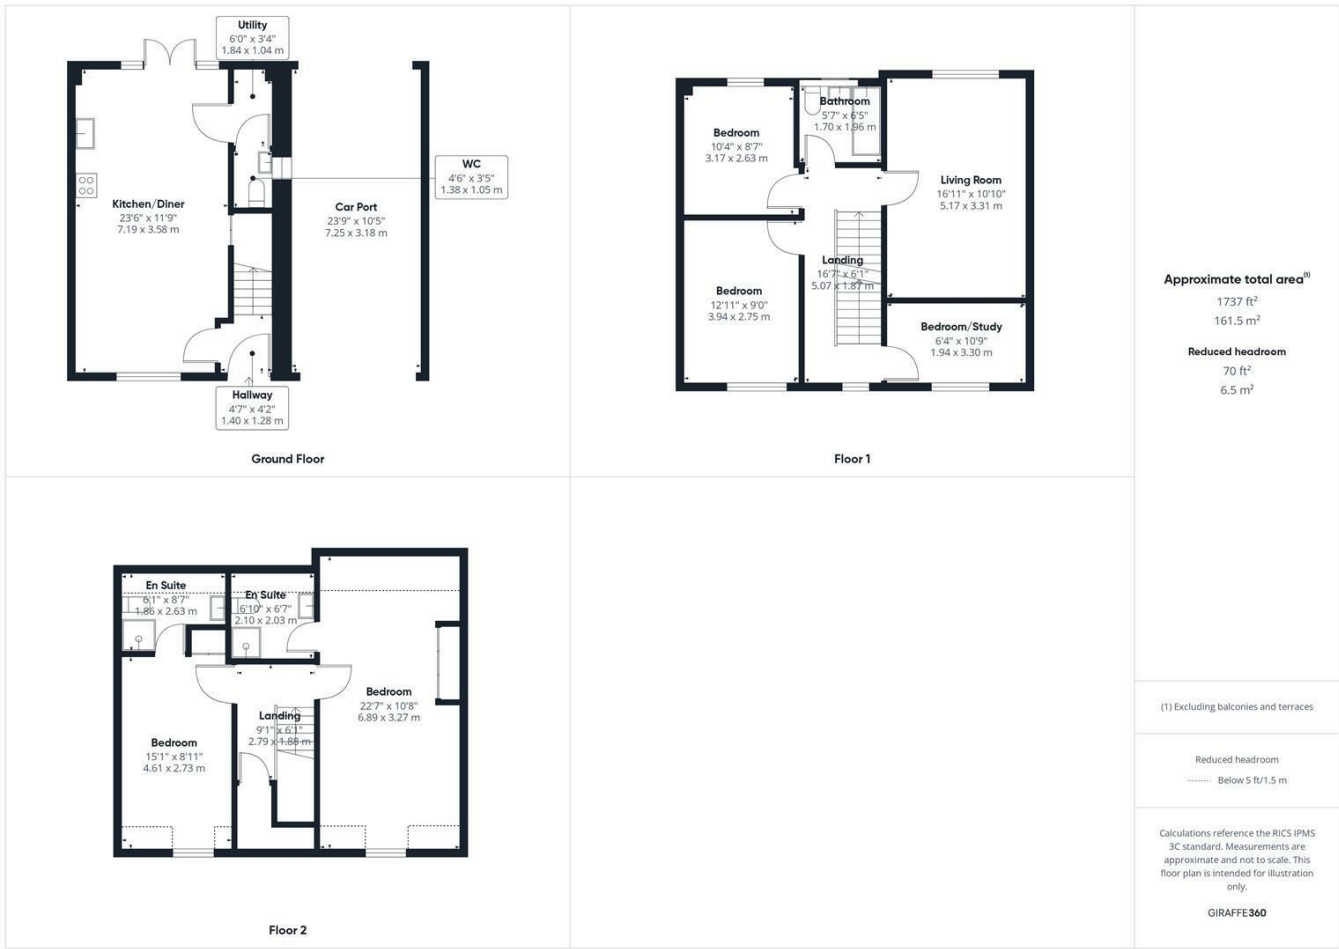 Utility
6'0" x 3'4"
1.84 x 1.04 m
Kitchen/Diner
23'6" x 11'9"
7.19 x 3.58 m
WC
4'6" x 3'5"
1.38 x 1.05 m
Car Port
23'9" x 10'5"
7.25 x 3.18 m
Hallway
4'7" x 4'2"
1.40 x 1.28 m
Ground Floor
Bathroom
5'7" x 6'5"
1.70 x 1.96 m
Bedroom
10'4" x 8'7"
3.17 x 2.63 m
Living Room
16'11" x 10'10"
5.17 x 3.31 m
Landing
16'7" x 6'1"
5.07 x 1.87 m
Bedroom
12'11" x 9'0"
3.94 x 2.75 m
Bedroom/Study
6'4" x 10'9"
1.94 x 3.30 m
Floor 1
En Suite
6'1" x 8'7"
1.86 x 2.63 m
En Suite
6'10" x 6'7"
2.10 x 2.03 m
Bedroom
22'7" x 10'8"
6.89 x 3.27 m
Landing
9'1" x 6'1"
2.79 x 1.88 m
Bedroom
15'1" x 8'11"
4.61 x 2.73 m
Floor 2
Approximate total area(1)
1737 ft²
161.5 m²
Reduced headroom
70 ft²
6.5 m²
(1) Excluding balconies and terraces
Reduced headroom
Below 5 ft/1.5 m
Calculations reference the RICS IPMS
3C standard. Measurements are
approximate and not to scale. This
floor plan is intended for illustration
only.
GIRAFFE360